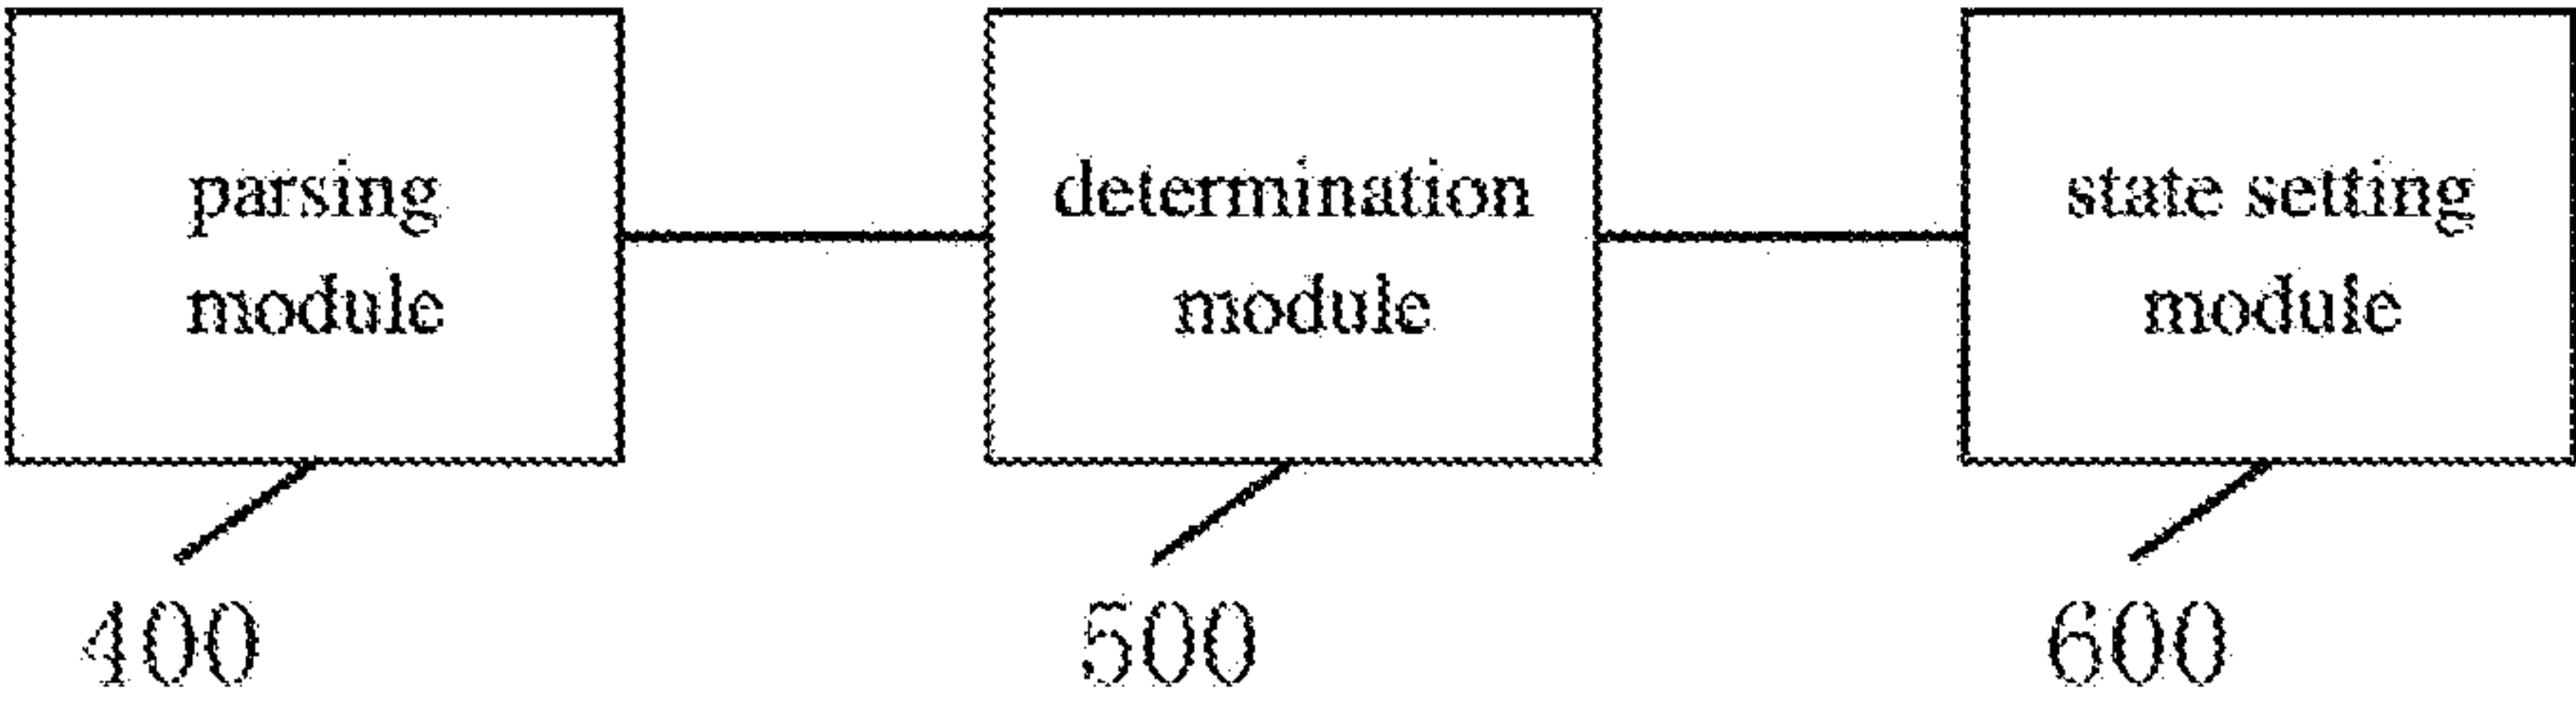 parsing
module
determination
module
state setting
module
400
500
600